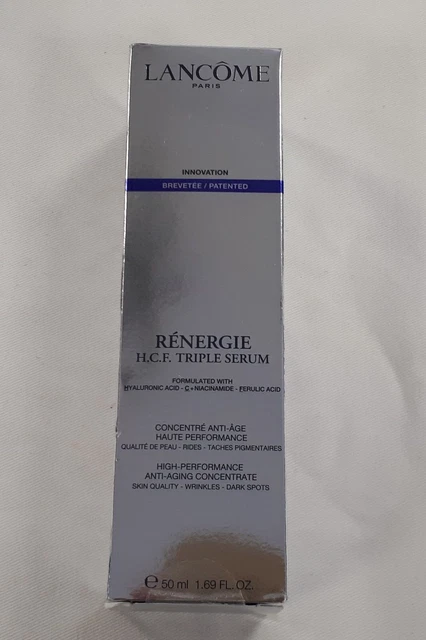 LANCÔME
PARIS
INNOVATION
BREVETÉE / PATENTED
RÉNERGIE
H.C.F. TRIPLE SERUM
FORMULATED WITH
HYALURONIC ACID - C+NIACINAMIDE - FERULIC ACID
CONCENTRÉ ANTI-ÂGE
HAUTE PERFORMANCE
QUALITÉ DE PEAU - RIDES - TACHES PIGMENTAIRES
HIGH-PERFORMANCE
ANTI-AGING CONCENTRATE
SKIN QUALITY - WRINKLES - DARK SPOTS
℮ 50 ml 1.69 FL. OZ.